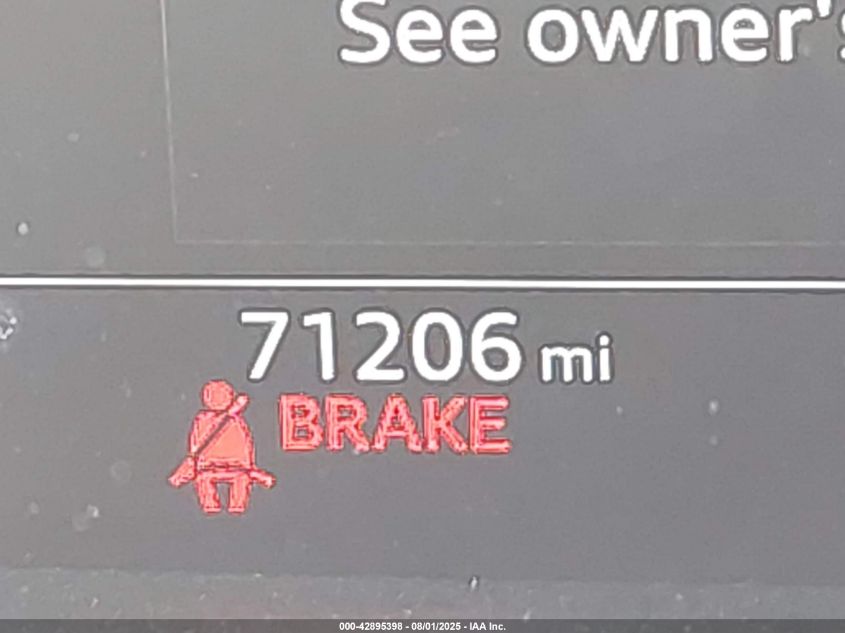 See owner's
71206 mi
BRAKE
000-42895398 - 08/01/2025 - IAA Inc.